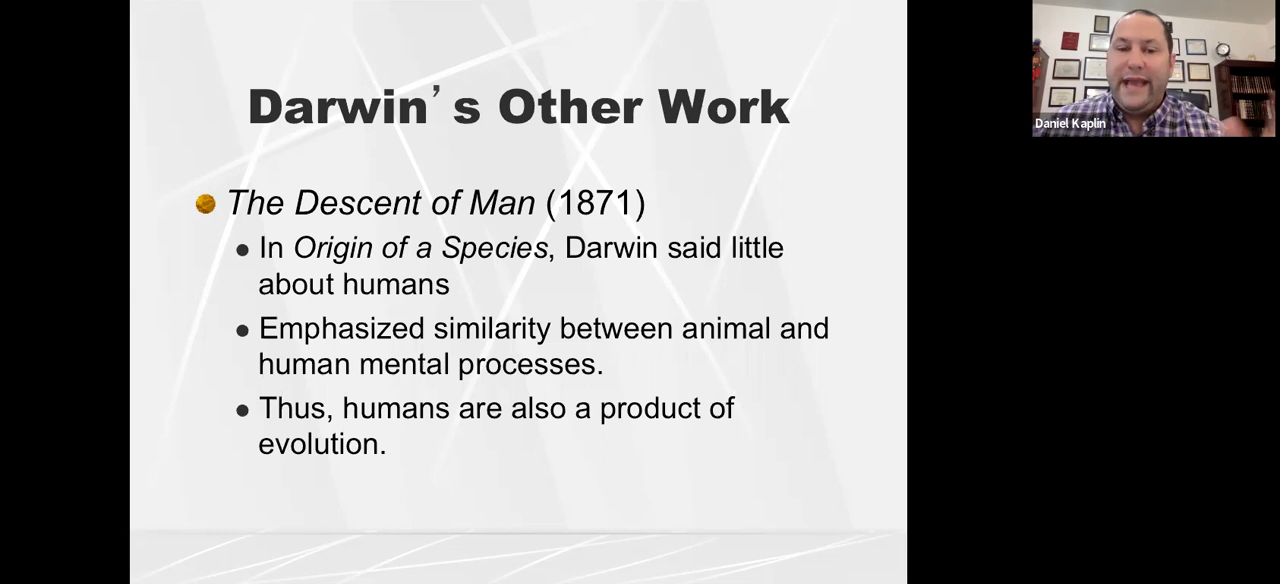 Darwin’s Other Work
The Descent of Man (1871)
In Origin of a Species, Darwin said little
about humans
Emphasized similarity between animal and
human mental processes.
Thus, humans are also a product of
evolution.
Daniel Kaplin